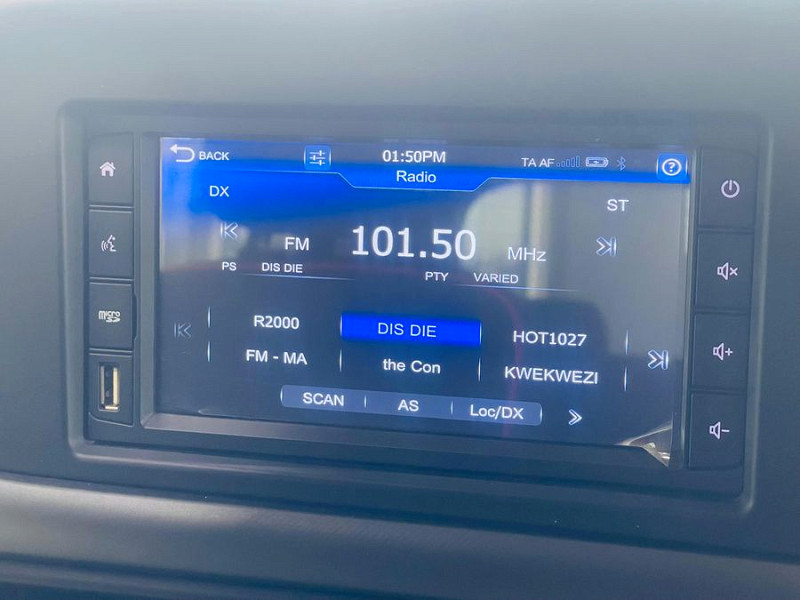 BACK
01:50PM
TA AF
?
Radio
DX
ST
FM 101.50 MHz
PS DIS DIE
PTY VARIED
R2000
DIS DIE
HOT1027
FM - MA
the Con
KWEKWEZI
SCAN
AS
Loc/DX
micro
SD